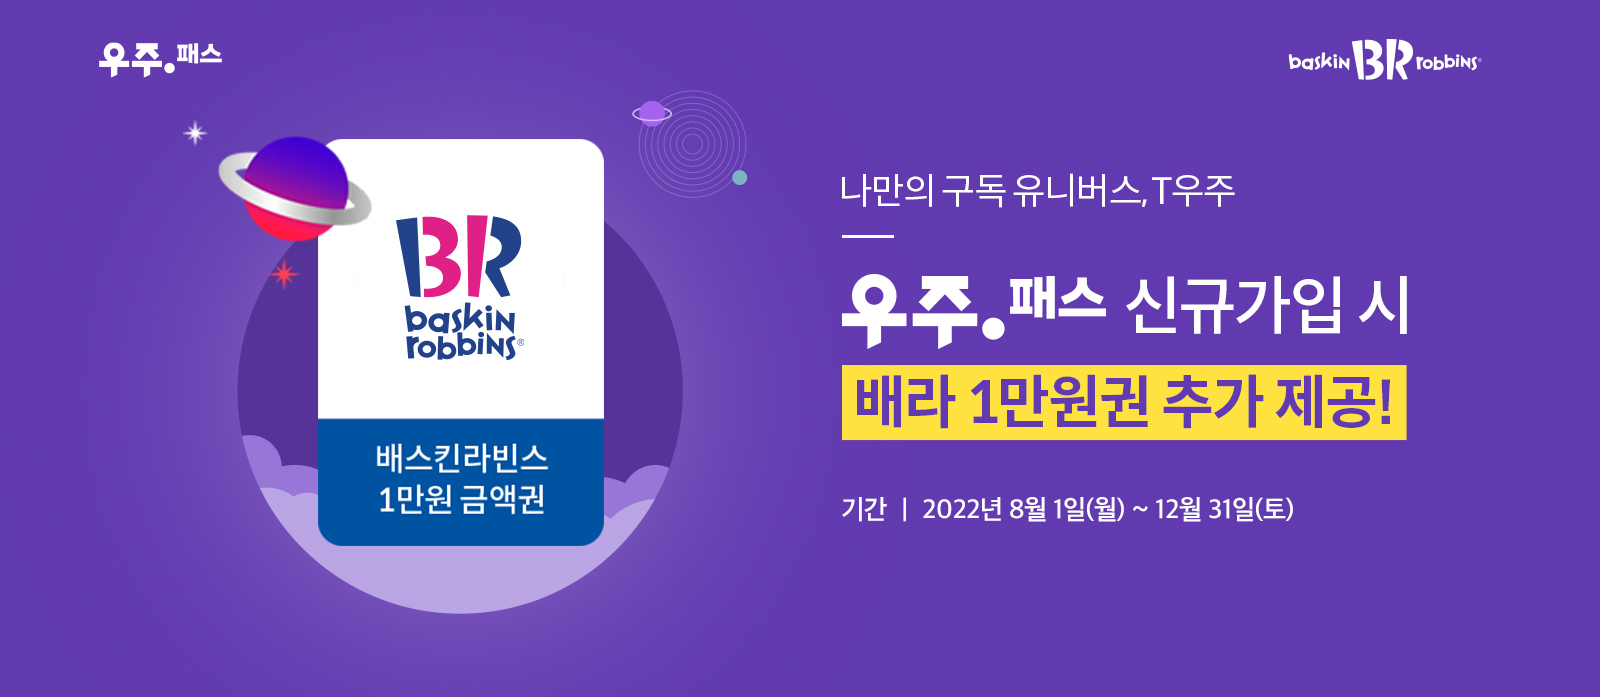 우주.패스
baskin BR robbins
BR
baskin
robbins®
배스킨라빈스
1만원 금액권
나만의 구독 유니버스, T우주
우주.패스 신규가입 시
배라 1만원권 추가 제공!
기간 | 2022년 8월 1일(월) ~ 12월 31일(토)